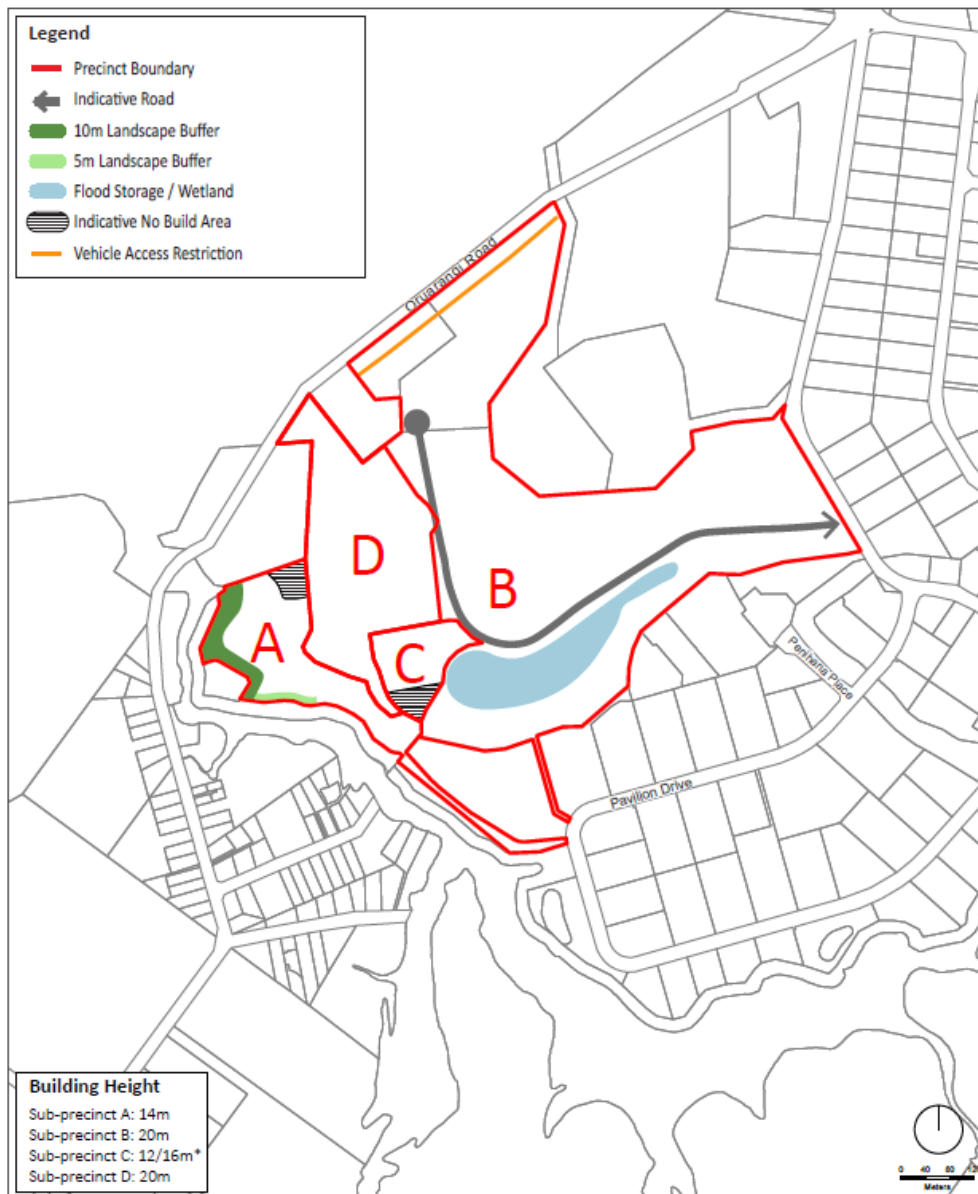 Legend
Precinct Boundary
Indicative Road
10m Landscape Buffer
5m Landscape Buffer
Flood Storage / Wetland
Indicative No Build Area
Vehicle Access Restriction
Oruarangi Road
D
B
A
C
Penihana Place
Pavilion Drive
Building Height
Sub-precinct A: 14m
Sub-precinct B: 20m
Sub-precinct C: 12/16m*
Sub-precinct D: 20m
0 40 80
Meters